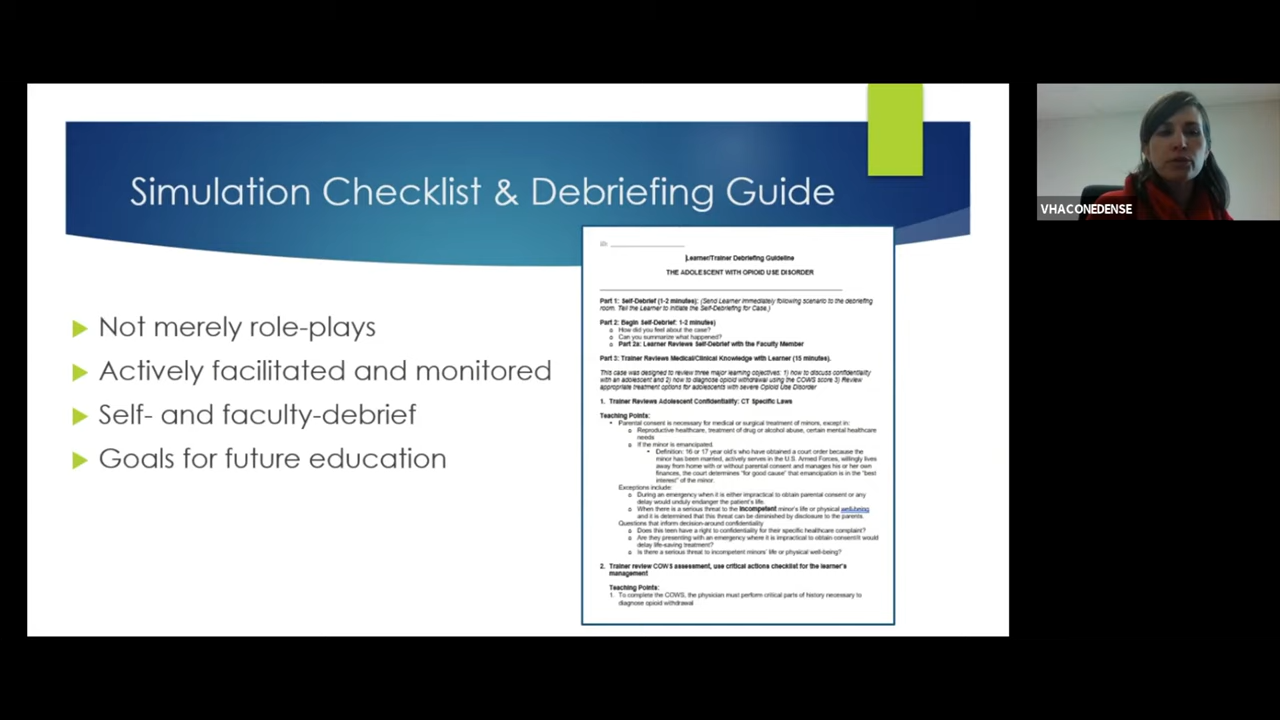 Simulation Checklist & Debriefing Guide
Not merely role-plays
Actively facilitated and monitored
Self- and faculty-debrief
Goals for future education
Learner/Trainer Debriefing Guideline
THE ADOLESCENT WITH OPIOID USE DISORDER
Part 1: Self-Debrief (1-2 minutes): (Send Learner immediately following scenario to the debriefing
room. Tell the Learner to initiate the Self-Debriefing for Case.)
Part 2: Begin Self-Debrief: 1-2 minutes)
o How did you feel about the case?
o Can you summarize what happened?
o Part 2a: Learner Reviews Self-Debrief with the Faculty Member
Part 3: Trainer Reviews Medical/Clinical Knowledge with Learner (15 minutes).
This case was designed to review three major learning objectives: 1) how to discuss confidentiality
with an adolescent and 2) how to diagnose opioid withdrawal using the COWS score 3) Review
appropriate treatment options for adolescents with severe Opioid Use Disorder
1. Trainer Reviews Adolescent Confidentiality: CT Specific Laws
Teaching Points:
• Parental consent is necessary for medical or surgical treatment of minors, except in:
o Reproductive healthcare, treatment of drug or alcohol abuse, certain mental healthcare
needs
o If the minor is emancipated.
• Definition: 16 or 17 year old's who have obtained a court order because the
minor has been married, actively serves in the U.S. Armed Forces, willingly lives
away from home with or without parental consent and manages his or her own
finances, the court determines "for good cause" that emancipation is in the "best
interest" of the minor.
Exceptions include:
o During an emergency when it is either impractical to obtain parental consent or any
delay would unduly endanger the patient's life.
o When there is a serious threat to the incompetent minor's life or physical well-being
and it is determined that this threat can be diminished by disclosure to the parents.
Questions that inform decision-around confidentiality
o Does this teen have a right to confidentiality for their specific healthcare complaint?
o Are they presenting with an emergency where it is impractical to obtain consent/it would
delay life-saving treatment?
o Is there a serious threat to incompetent minors' life or physical well-being?
2. Trainer review COWS assessment, use critical actions checklist for the learner's
management
Teaching Points:
1. To complete the COWS, the physician must perform critical parts of history necessary to
diagnose opioid withdrawal
VHACONEDENSE